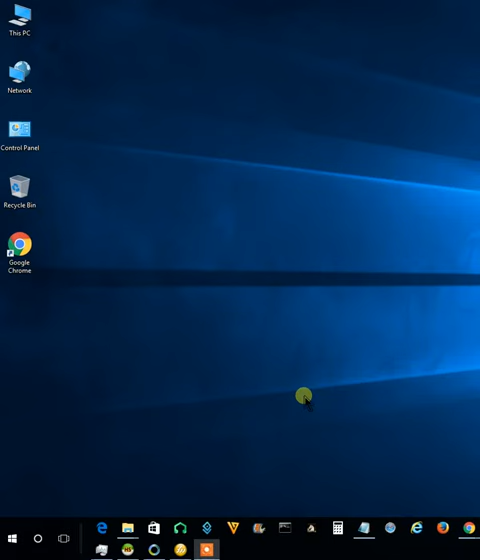 This PC
Network
Control Panel
Recycle Bin
Google
Chrome